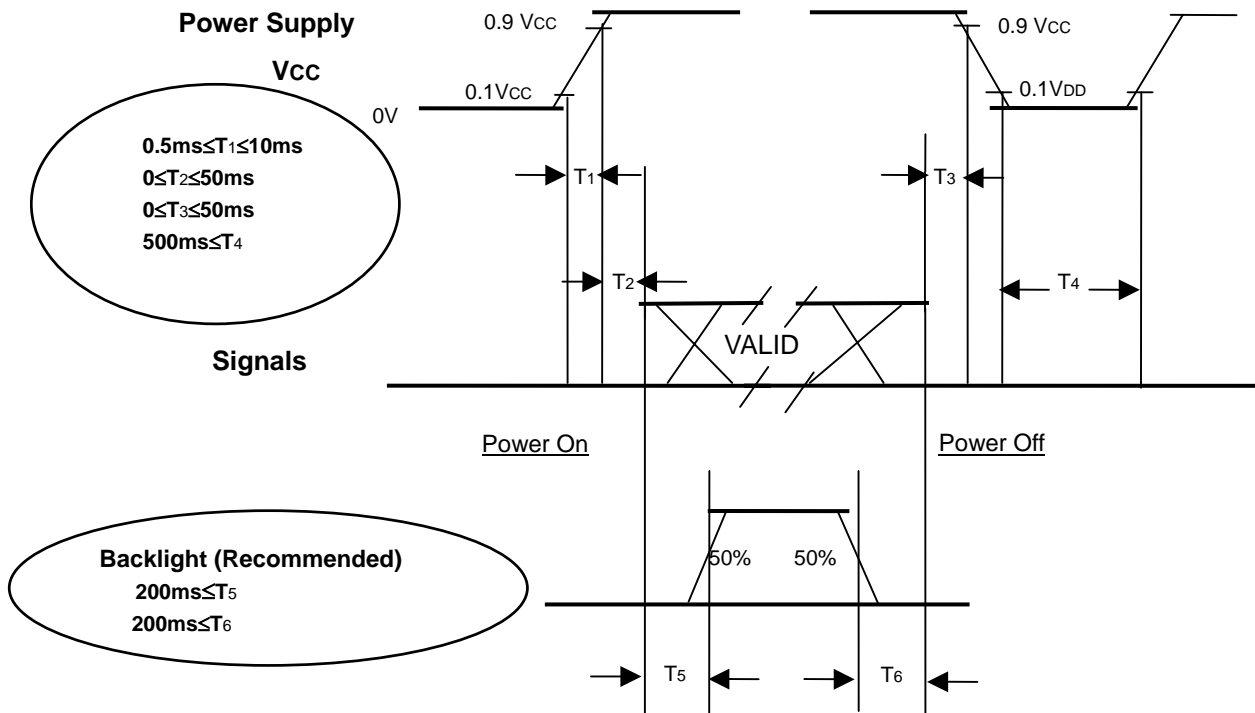 Power Supply
VCC
0.9 VCC
0.1VCC
0V
0.9 VCC
0.1VDD
0.5ms≤T1≤10ms
0≤T2≤50ms
0≤T3≤50ms
500ms≤T4
T1
T3
T2
T4
VALID
Signals
Power On
Power Off
Backlight (Recommended)
200ms≤T5
200ms≤T6
50%
50%
T5
T6